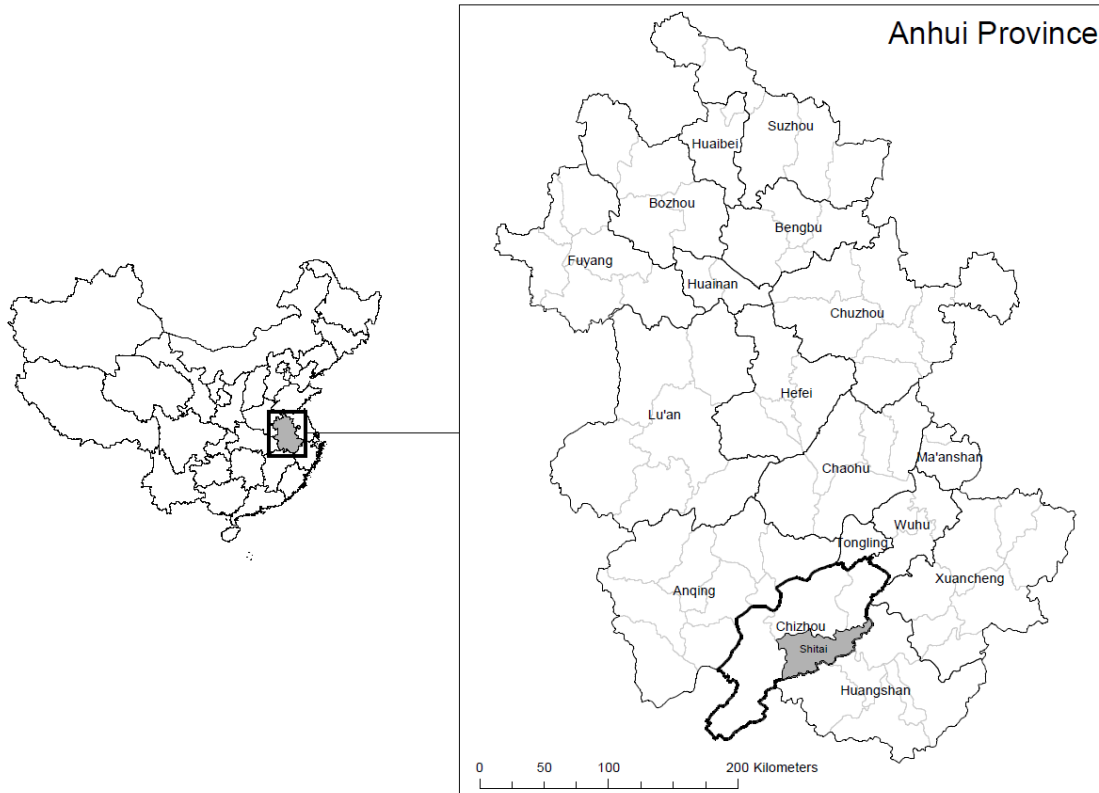 Anhui Province
Suzhou
Huaibei
Bozhou
Bengbu
Fuyang
Huainan
Chuzhou
Hefei
Lu'an
Ma'anshan
Chaohu
Wuhu
Tongling
Xuancheng
Anqing
Chizhou
Shitai
Huangshan
0 50 100 200 Kilometers